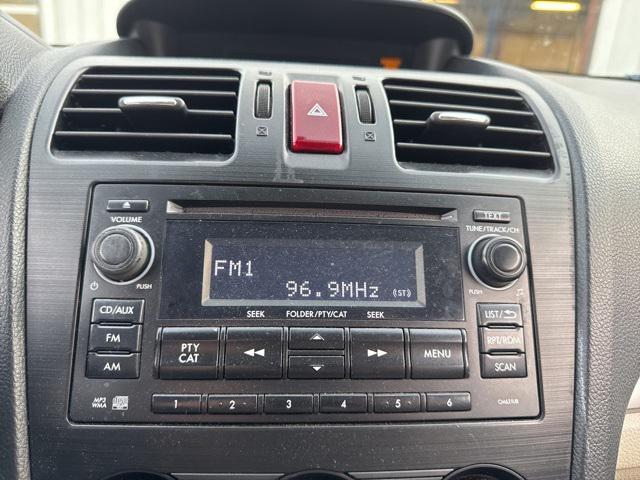 TEXT
VOLUME
TUNE/TRACK/CH
FM1
96.9MHz (ST)
PUSH
PUSH
SEEK FOLDER/PTY/CAT SEEK
CD/AUX
FM
AM
PTY
CAT
MENU
LIST/
RPT/RDM
SCAN
MP3
WMA
1 2 3 4 5 6